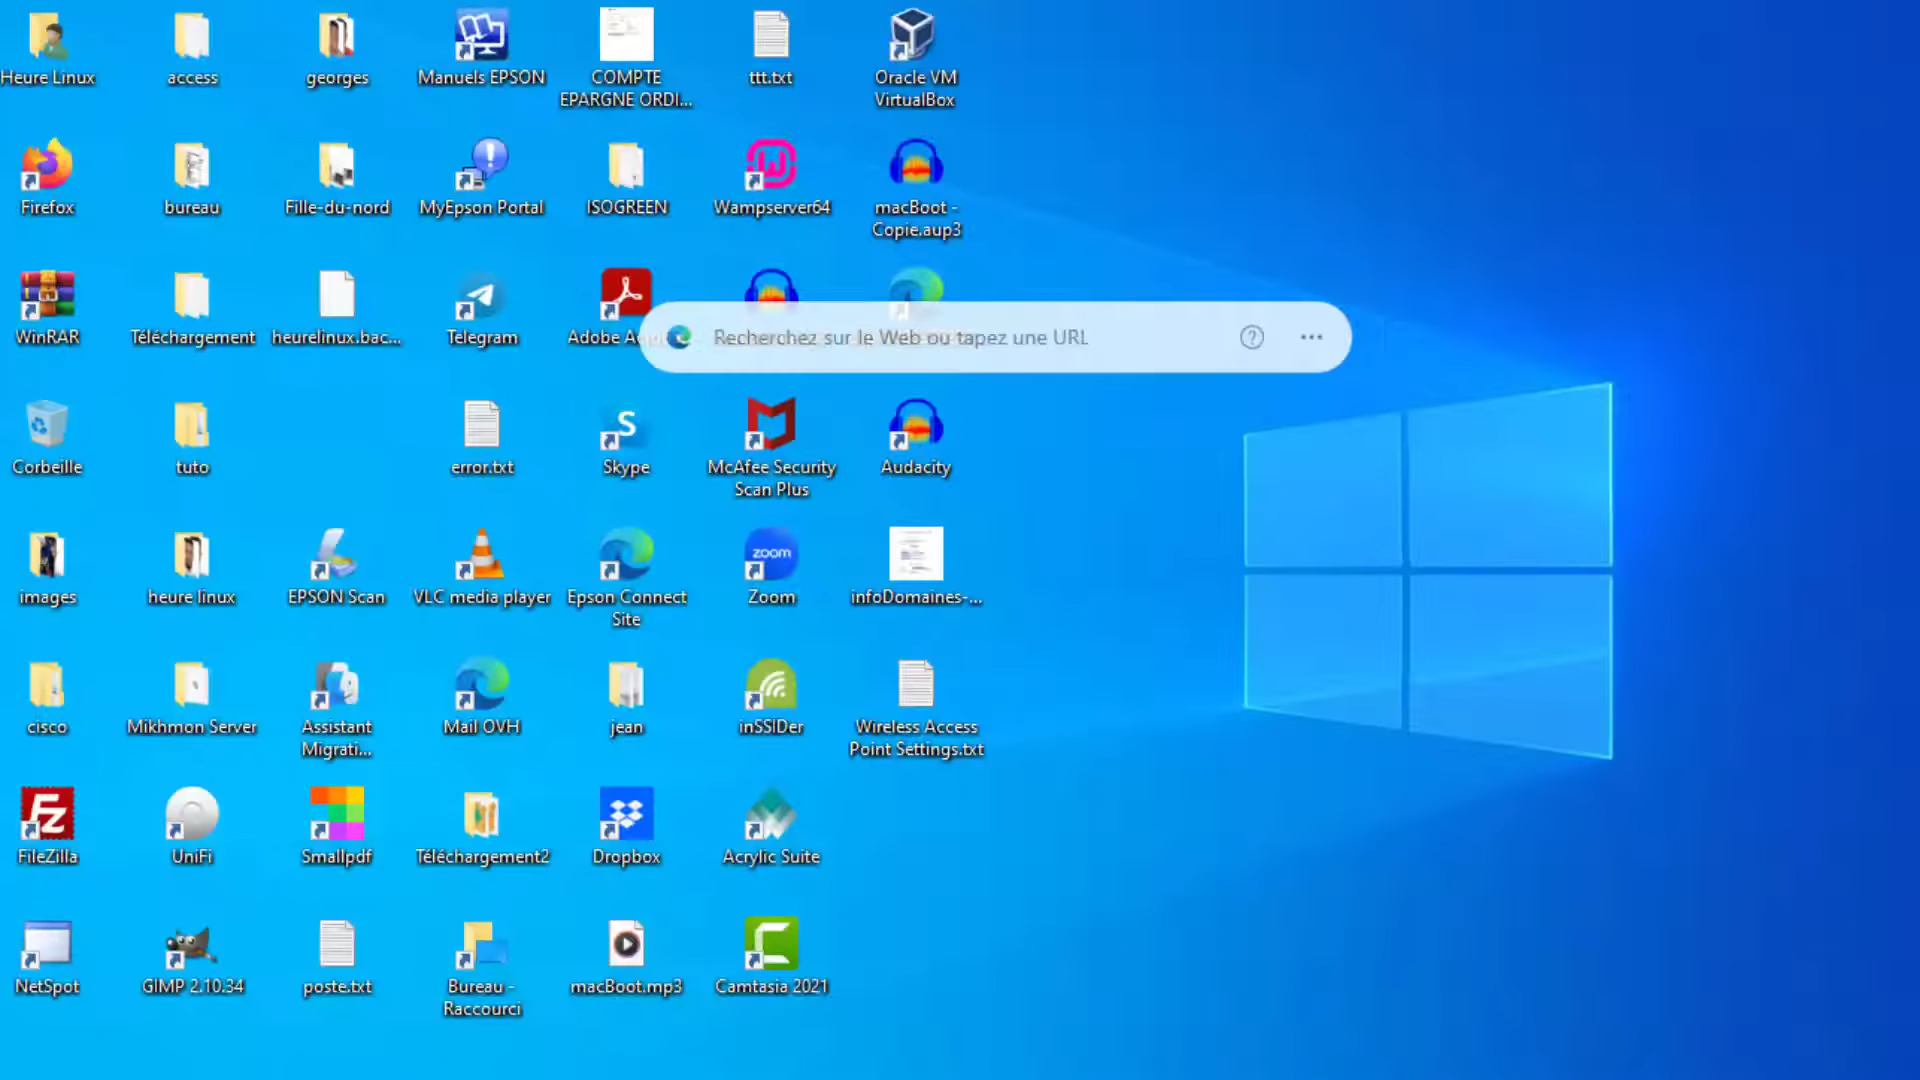 Heure Linux
access
georges
Manuels EPSON
COMPTE
EPARGNE ORDI...
ttt.txt
Oracle VM
VirtualBox
Firefox
bureau
Fille-du-nord
MyEpson Portal
ISOGREEN
Wampserver64
macBoot -
Copie.aup3
WinRAR
Téléchargement
heurelinux.bac...
Telegram
Adobe
Recherchez sur le Web ou tapez une URL
Corbeille
tuto
error.txt
S
Skype
McAfee Security
Scan Plus
Audacity
images
heure linux
EPSON Scan
VLC media player
Epson Connect
Site
zoom
Zoom
infoDomaines-...
cisco
Mikhmon Server
Assistant
Migrati...
Mail OVH
jean
inSSIDer
Wireless Access
Point Settings.txt
Fz
FileZilla
UniFi
Smallpdf
Téléchargement2
Dropbox
Acrylic Suite
NetSpot
GIMP 2.10.34
poste.txt
Bureau -
Raccourci
macBoot.mp3
Camtasia 2021